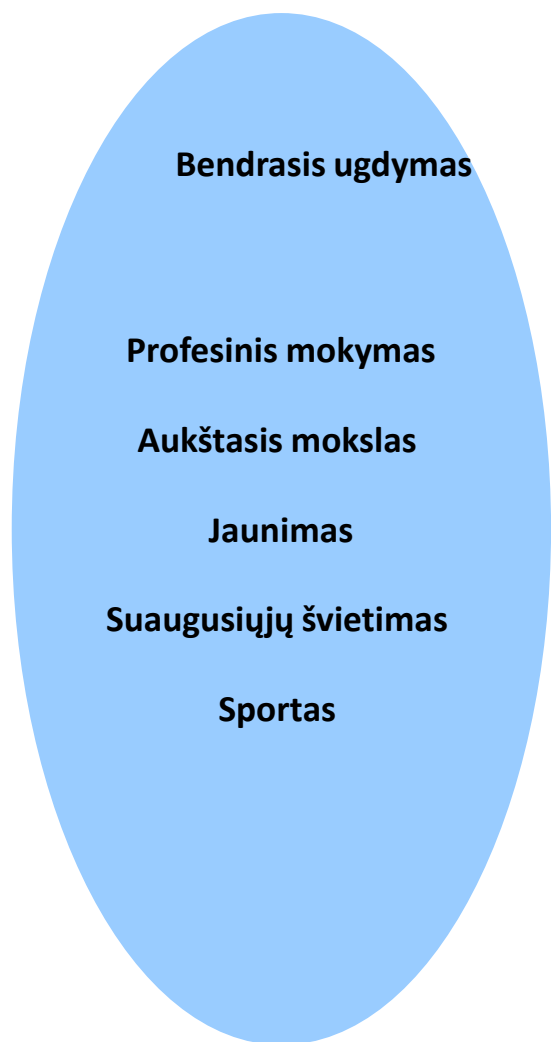 Bendrasis ugdymas
Profesinis mokymas
Aukštasis mokslas
Jaunimas
Suaugusiųjų švietimas
Sportas